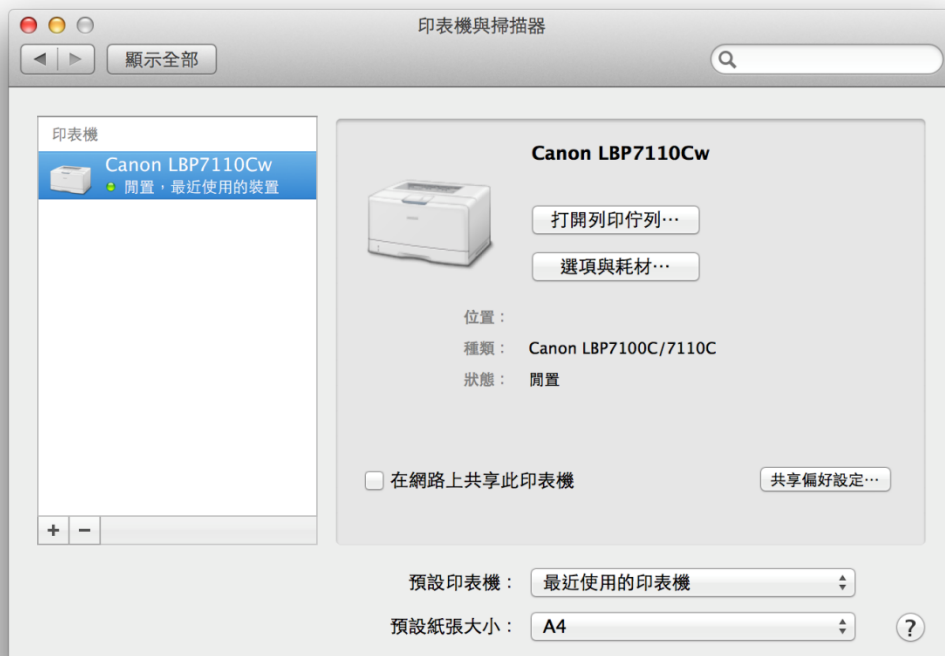 印表機與掃描器
顯示全部
印表機
Canon LBP7110Cw
閒置，最近使用的裝置
Canon LBP7110Cw
打開列印佇列…
選項與耗材…
位置：
種類： Canon LBP7100C/7110C
狀態： 閒置
在網路上共享此印表機
共享偏好設定…
+ −
預設印表機： 最近使用的印表機
預設紙張大小： A4
?